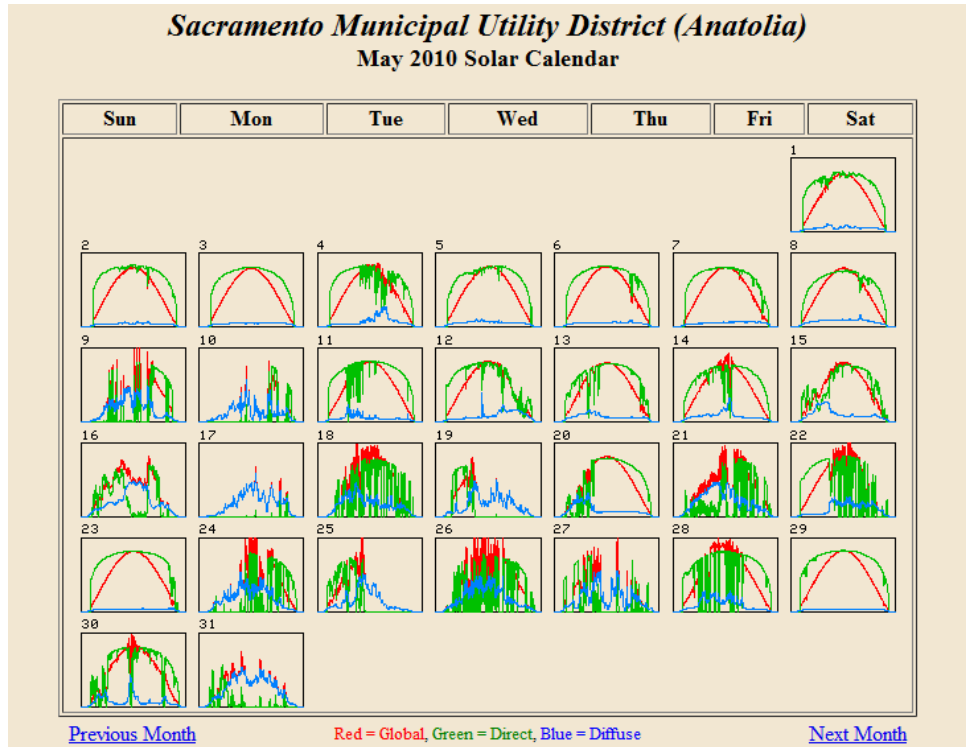 Sacramento Municipal Utility District (Anatolia)
May 2010 Solar Calendar
Sun Mon Tue Wed Thu Fri Sat
1
2 3 4 5 6 7 8
9 10 11 12 13 14 15
16 17 18 19 20 21 22
23 24 25 26 27 28 29
30 31
Previous Month Red = Global, Green = Direct, Blue = Diffuse Next Month